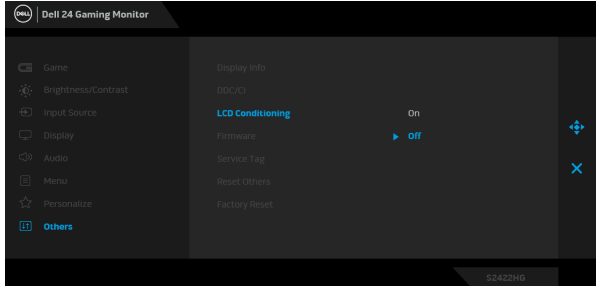 DELL
Dell 24 Gaming Monitor
Game
Brightness/Contrast
Input Source
Display
Audio
Menu
Personalize
Others
Display Info
DDC/CI
LCD Conditioning
Firmware
Service Tag
Reset Others
Factory Reset
On
Off
S2422HG